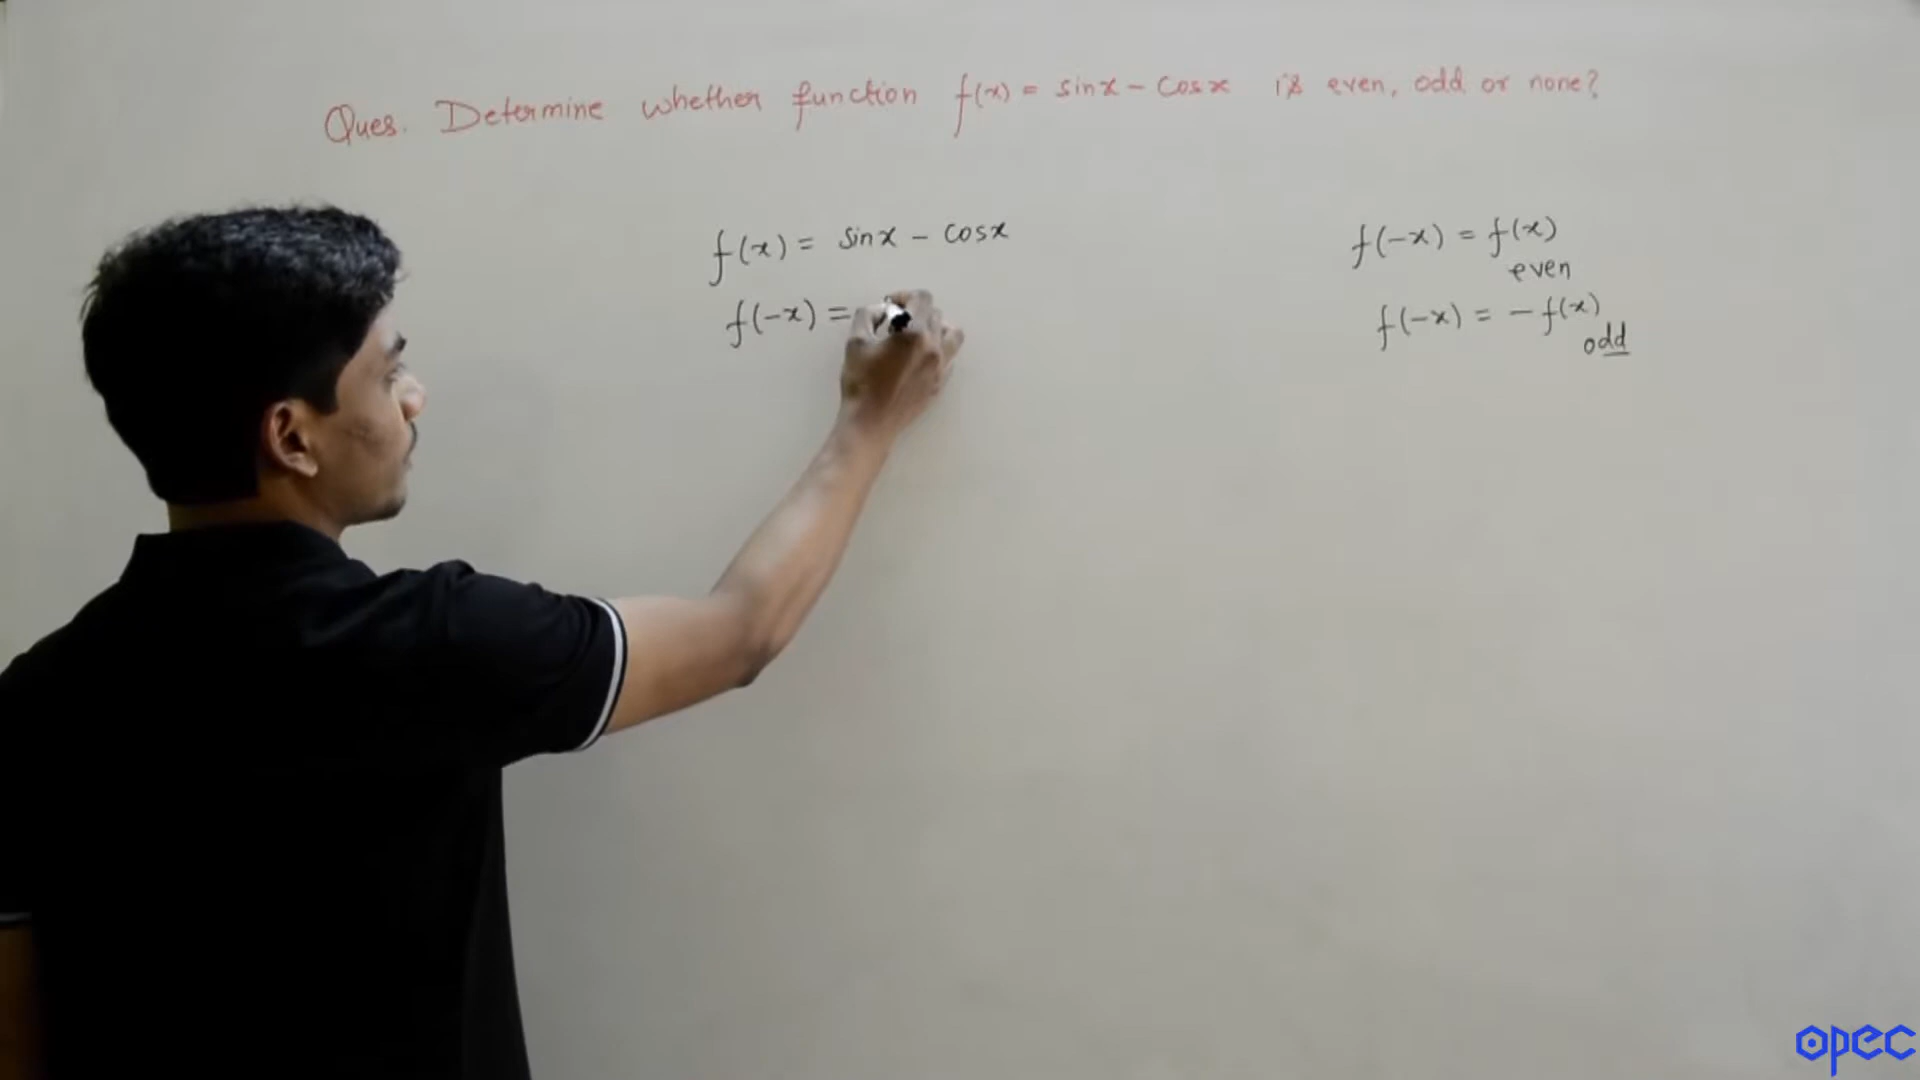 Ques. Determine whether function f(x) = sinx - cosx is even, odd or none?
f(x) = sinx - cosx
f(-x) =
f(-x) = f(x)
even
f(-x) = - f(x)
odd
opec